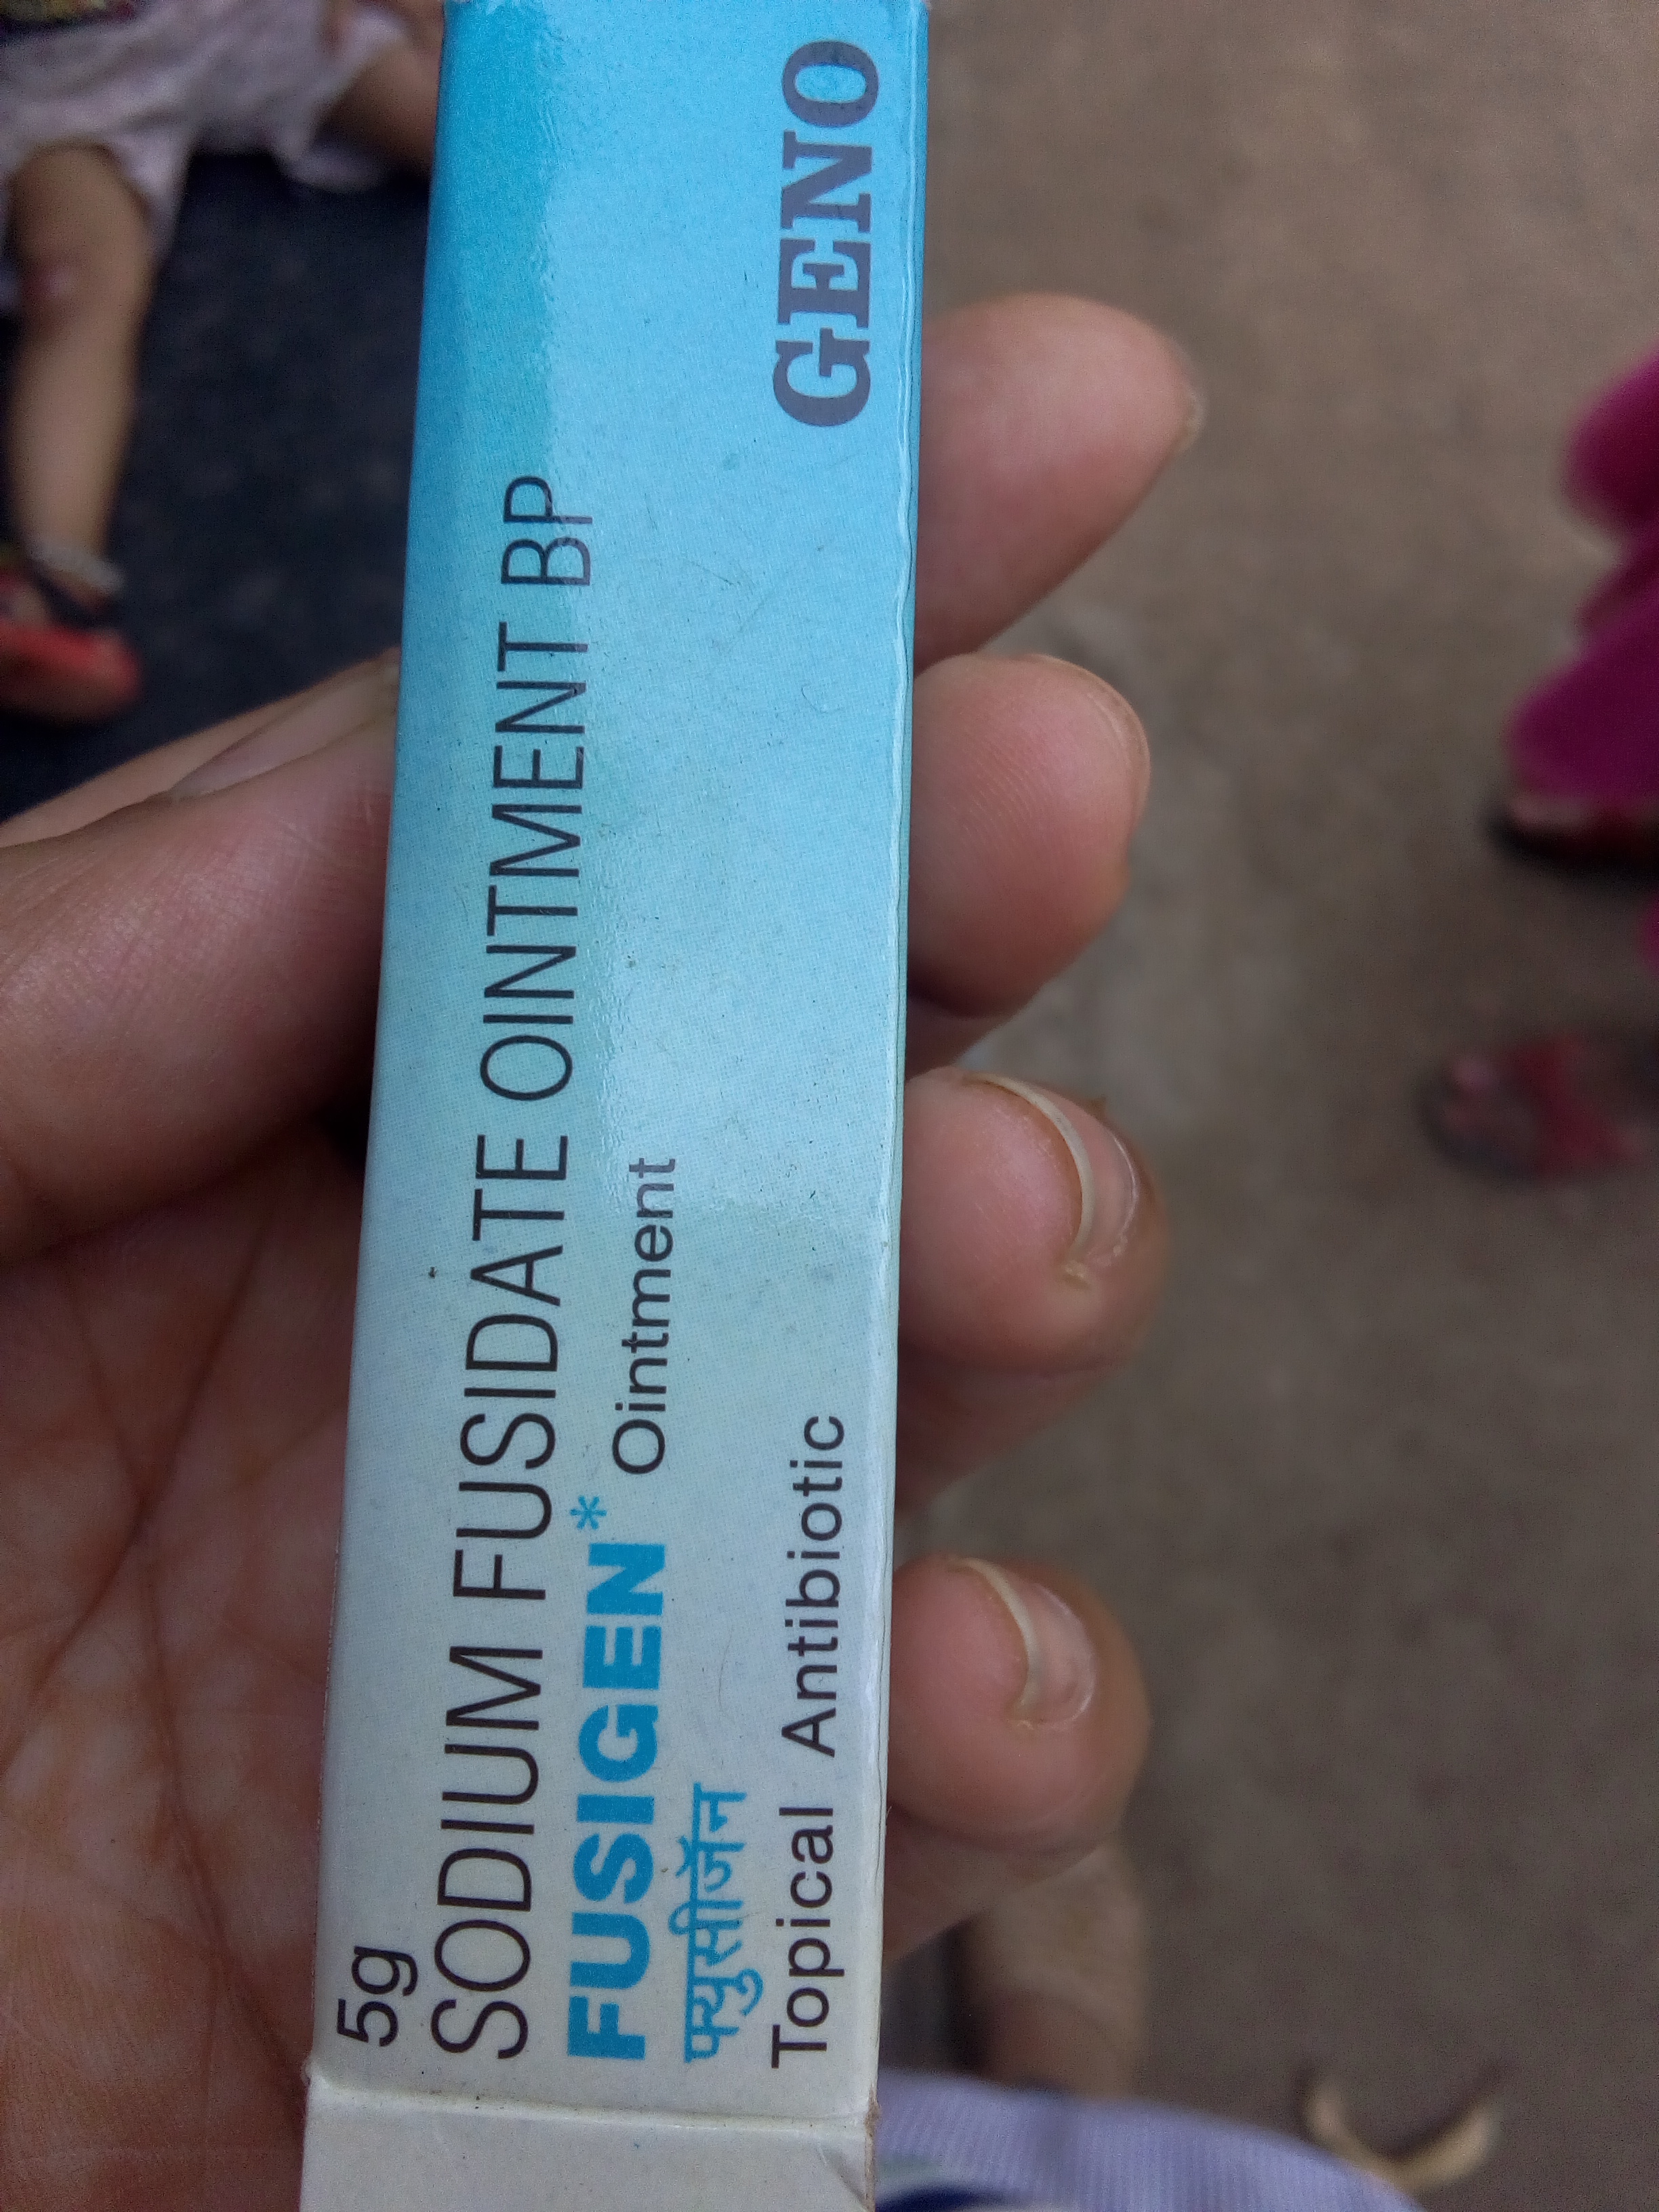 5g
SODIUM FUSIDATE OINTMENT BP
FUSIGEN* Ointment
फ्युसीजॅन
Topical Antibiotic
GENO